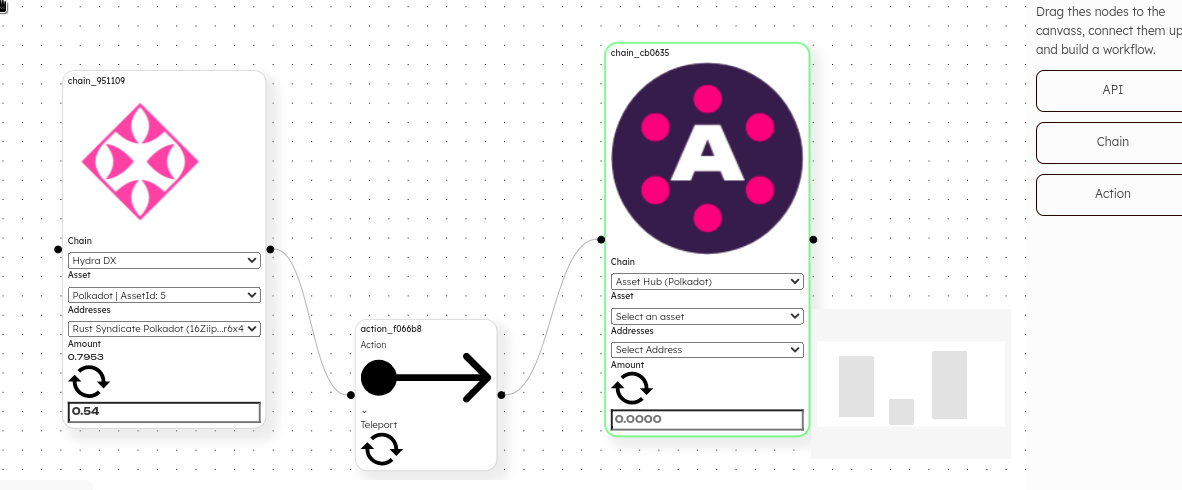 Drag thes nodes to the
canvass, connect them up
and build a workflow.
API
Chain
Action
chain_951109
Chain
Hydra DX
Asset
Polkadot | AssetId: 5
Addresses
Rust Syndicate Polkadot (16Ziip...r6x4
Amount
0.7953
0.54
action_f066b8
Action
Teleport
chain_cb0635
A
Chain
Asset Hub (Polkadot)
Asset
Select an asset
Addresses
Select Address
Amount
0.0000